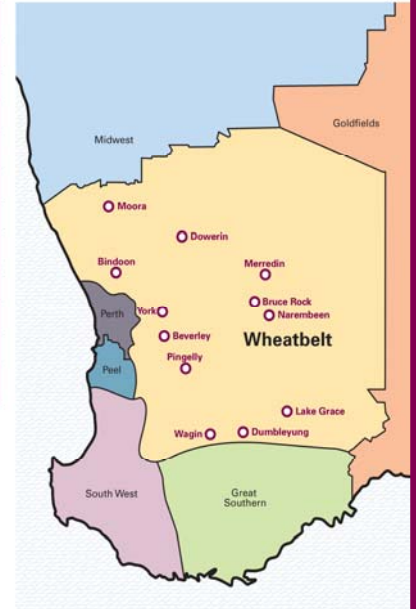 Goldfields
Midwest
Moora
Dowerin
Bindoon
Merredin
Bruce Rock
Perth
York
Narembeen
Beverley
Wheatbelt
Pingelly
Peel
Lake Grace
Wagin
Dumbleyung
South West
Great
Southern